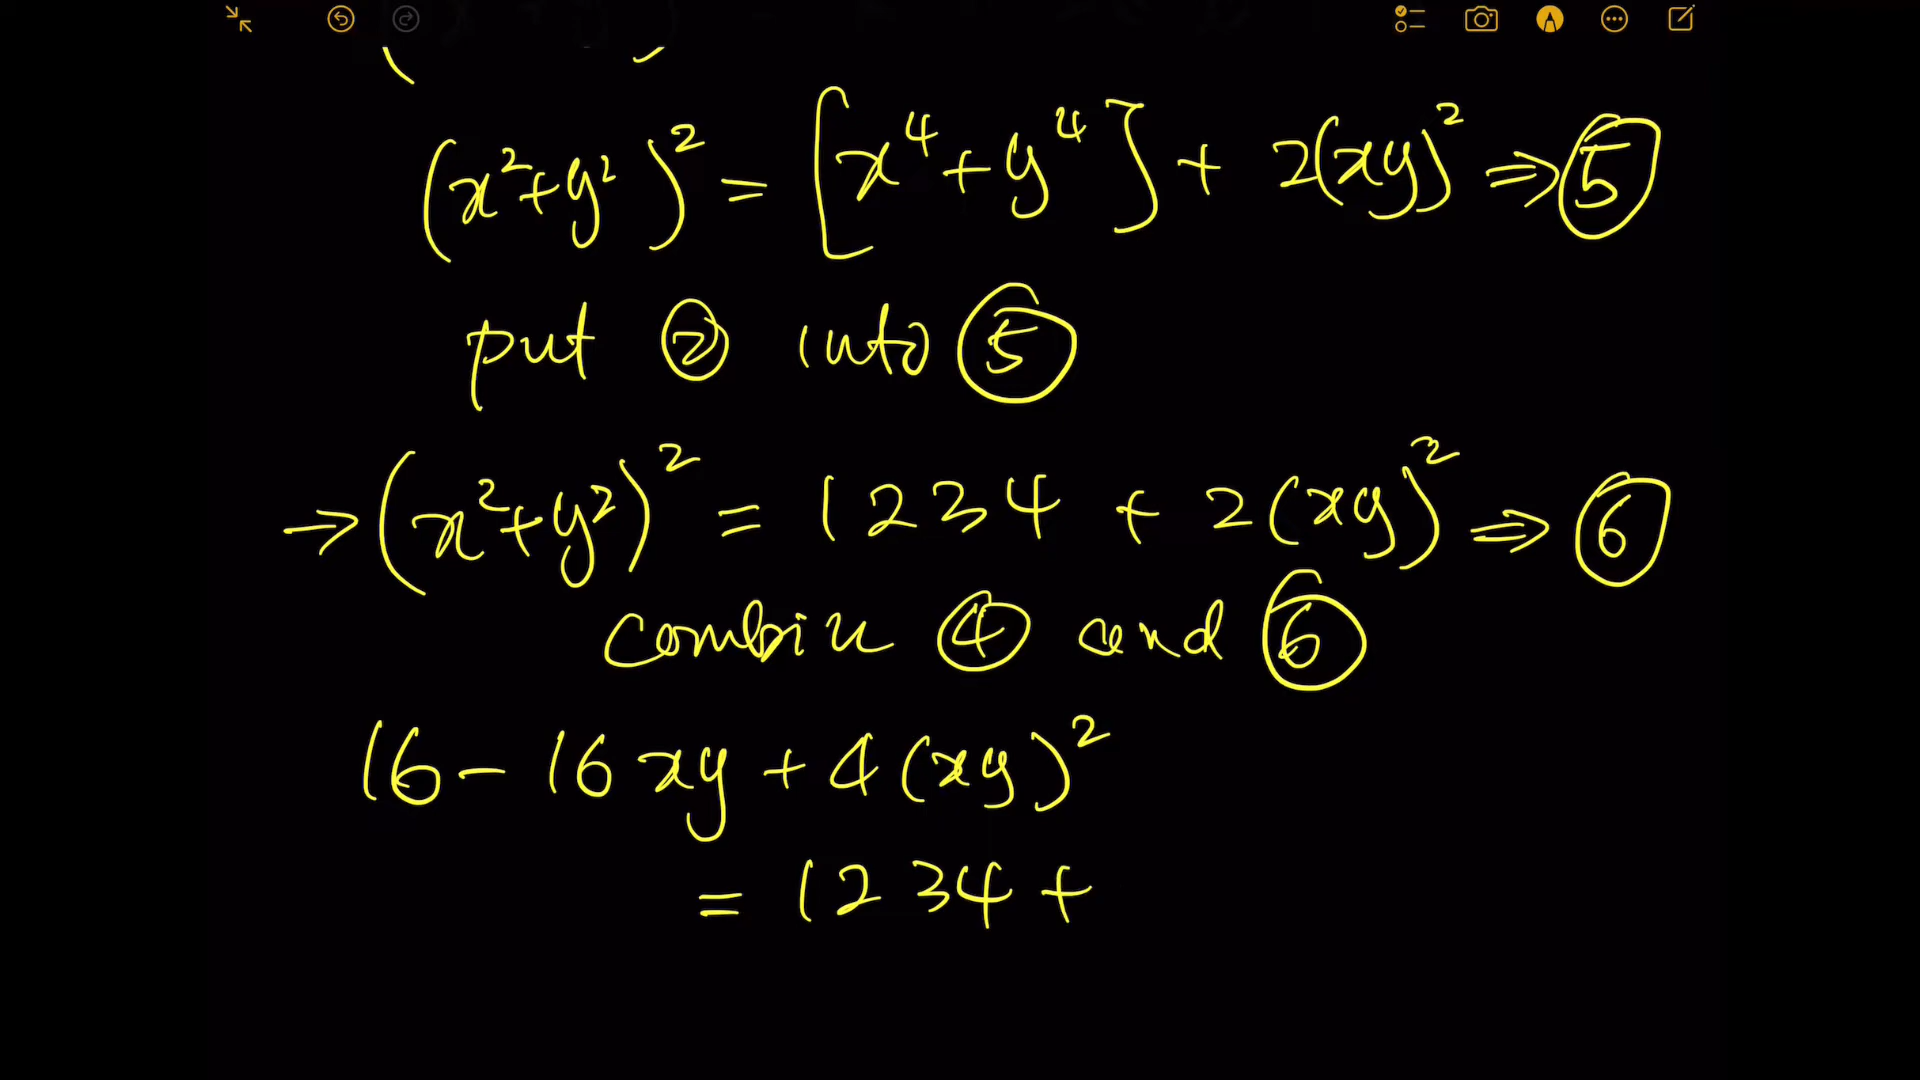 (x²+y²)² = [x⁴+y⁴] + 2(xy)² ⇒ ⑤
put ② into ⑤
→ (x²+y²)² = 1234 + 2(xy)² ⇒ ⑥
combine ④ and ⑥
16 - 16xy + 4(xy)²
= 1234 +